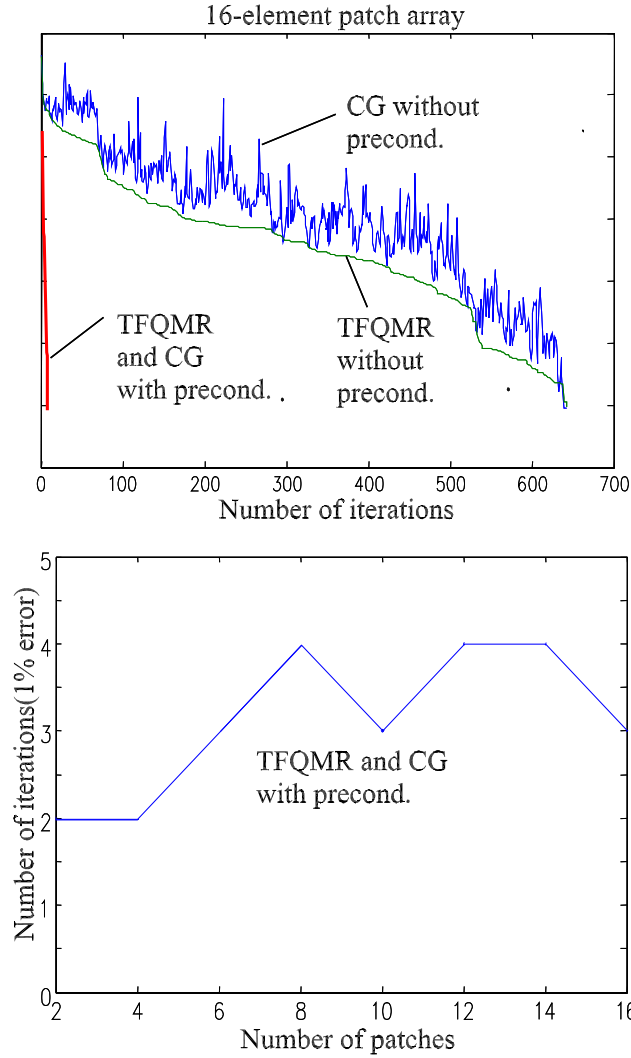 16-element patch array
CG without
precond.
TFQMR
and CG
with precond.
TFQMR
without
precond.
0 100 200 300 400 500 600 700
Number of iterations
5
4
3
2
1
0
Number of iterations(1% error)
TFQMR and CG
with precond.
2 4 6 8 10 12 14 16
Number of patches